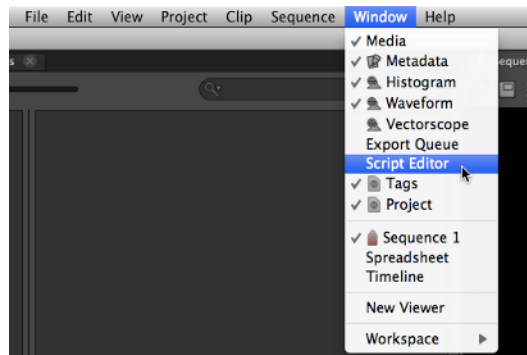 File Edit View Project Clip Sequence Window Help
s
eque
Media
Metadata
Histogram
Waveform
Vectorscope
Export Queue
Script Editor
Tags
Project
Sequence 1
Spreadsheet
Timeline
New Viewer
Workspace